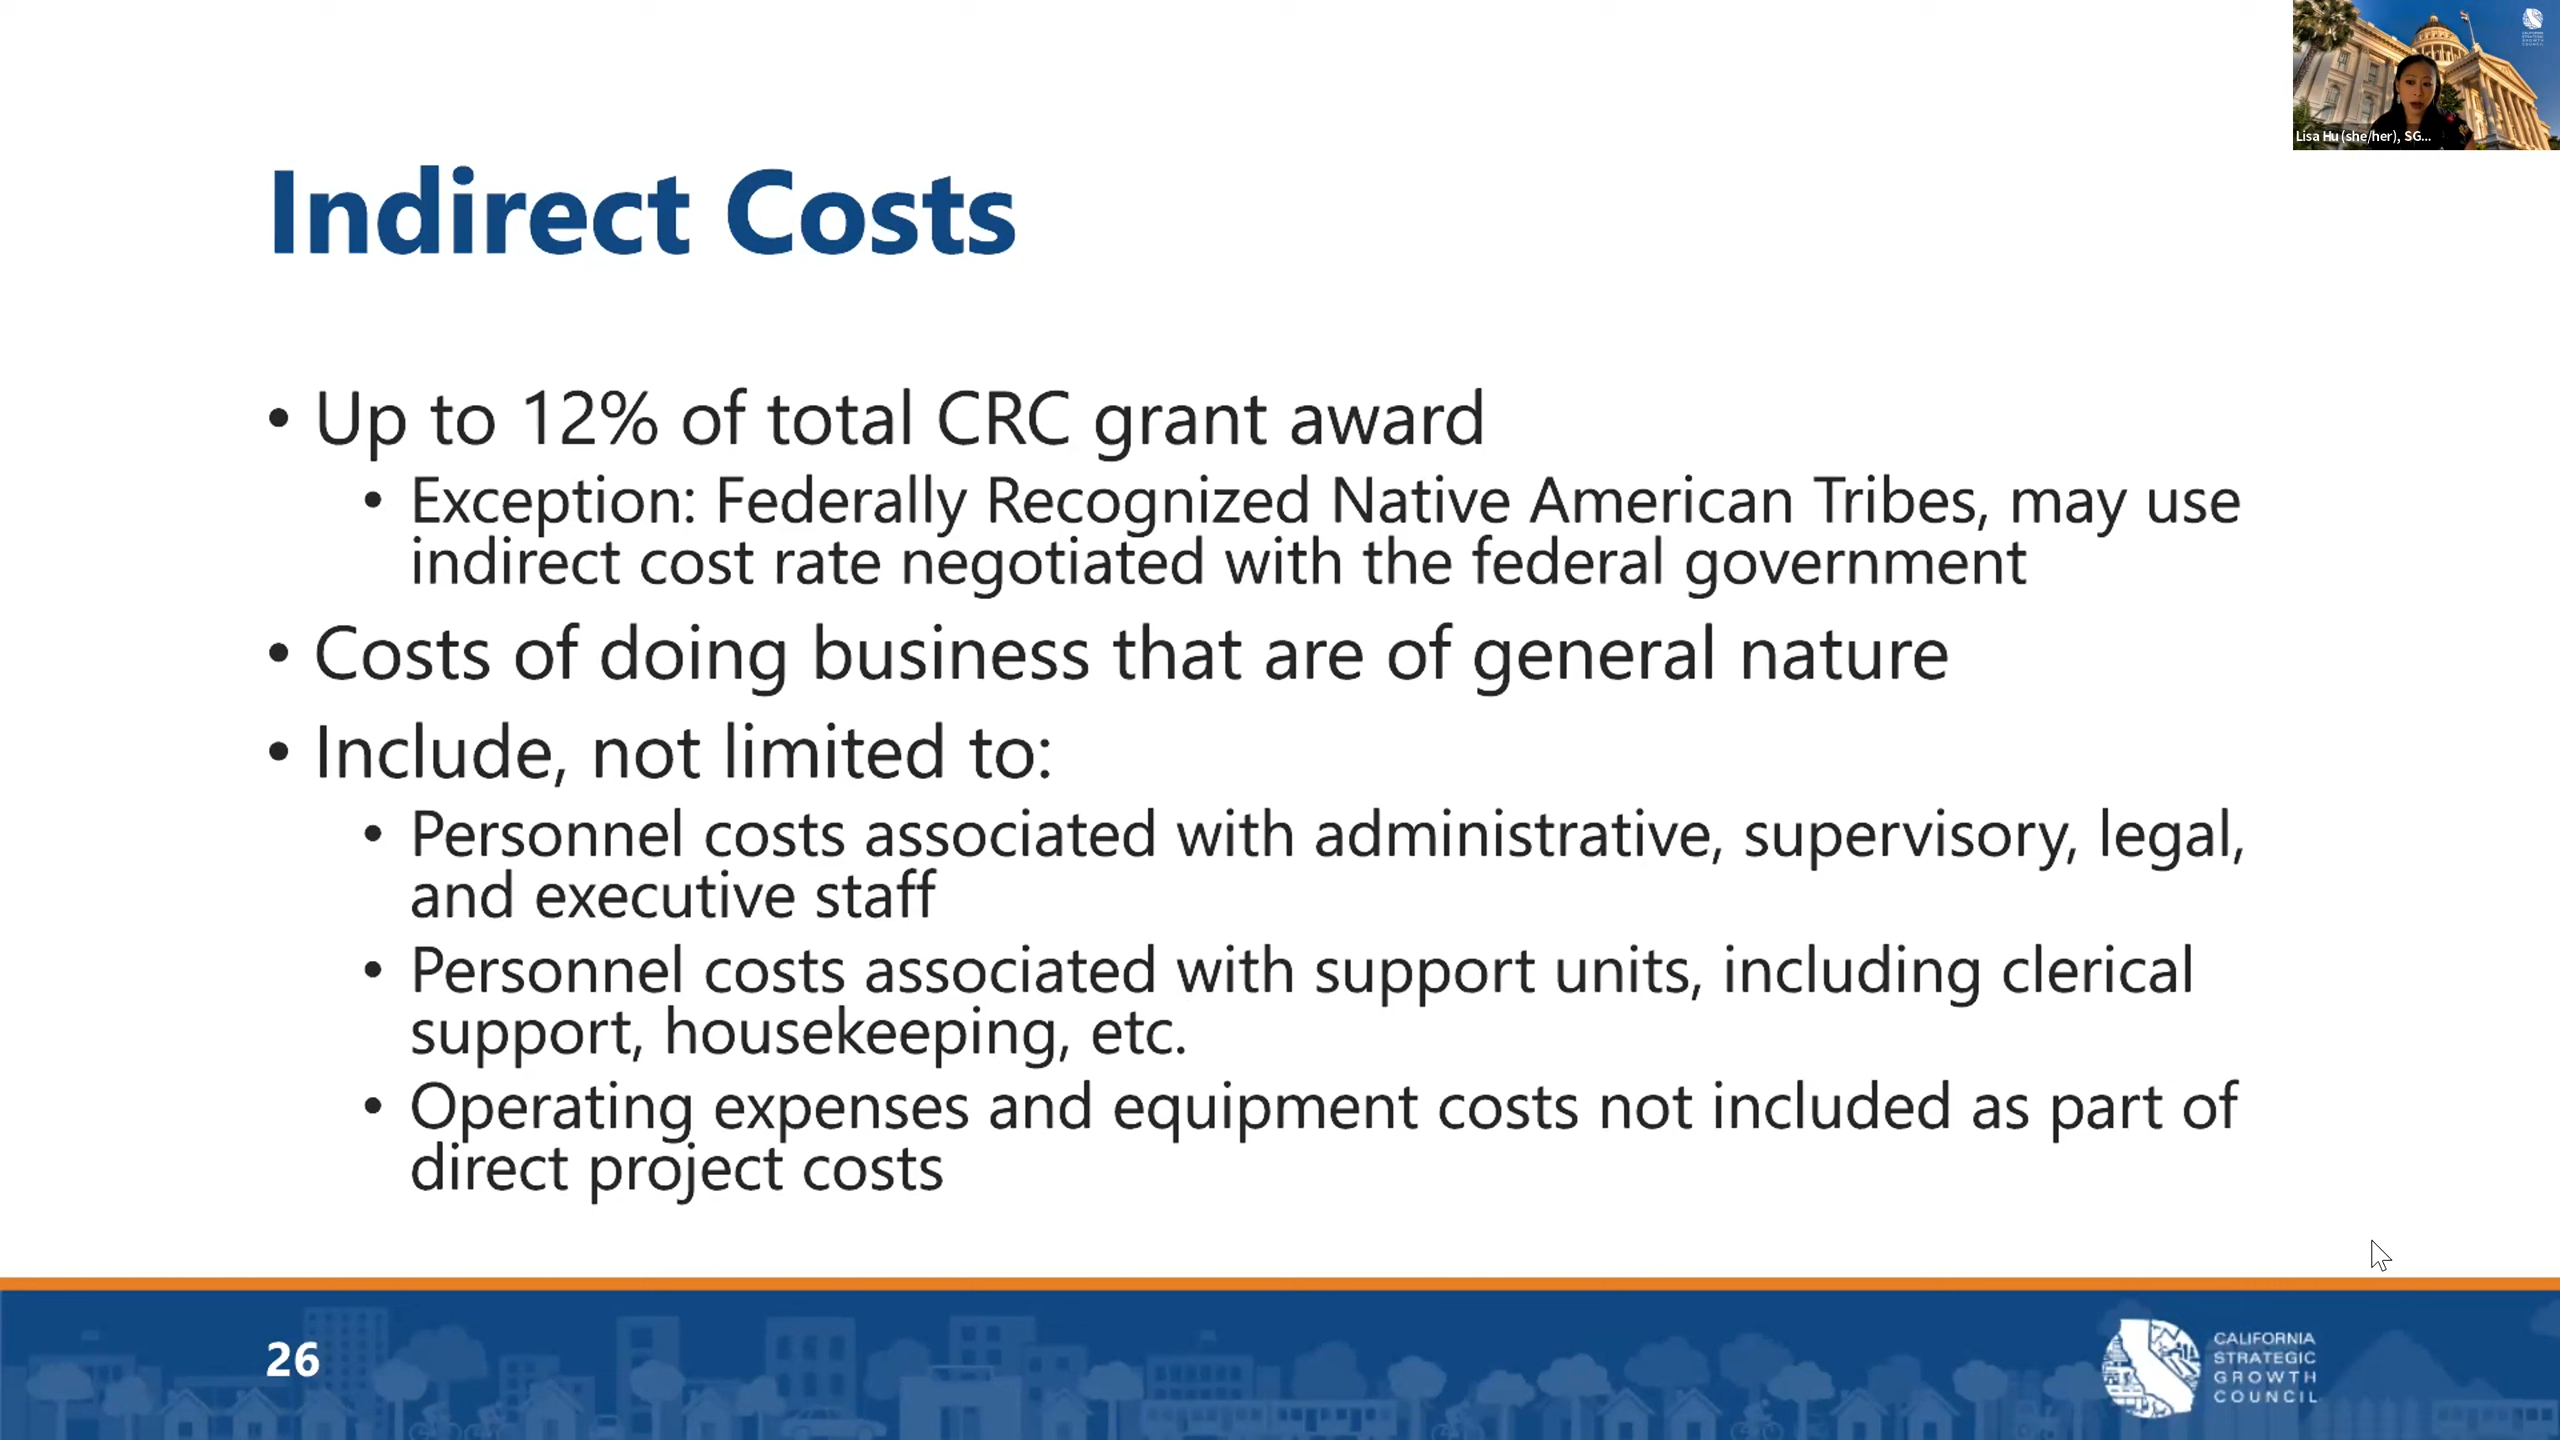 Lisa Hu (she/her), SG...
Indirect Costs
• Up to 12% of total CRC grant award
• Exception: Federally Recognized Native American Tribes, may use
indirect cost rate negotiated with the federal government
• Costs of doing business that are of general nature
• Include, not limited to:
• Personnel costs associated with administrative, supervisory, legal,
and executive staff
• Personnel costs associated with support units, including clerical
support, housekeeping, etc.
• Operating expenses and equipment costs not included as part of
direct project costs
26
CALIFORNIA
STRATEGIC
GROWTH
COUNCIL